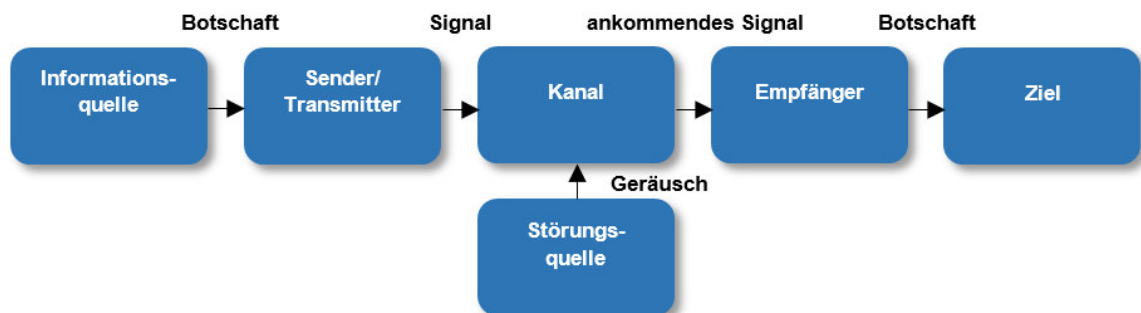 Botschaft Signal ankommendes Signal Botschaft
Informations-
quelle
Sender/
Transmitter
Kanal
Empfänger
Ziel
Geräusch
Störungs-
quelle